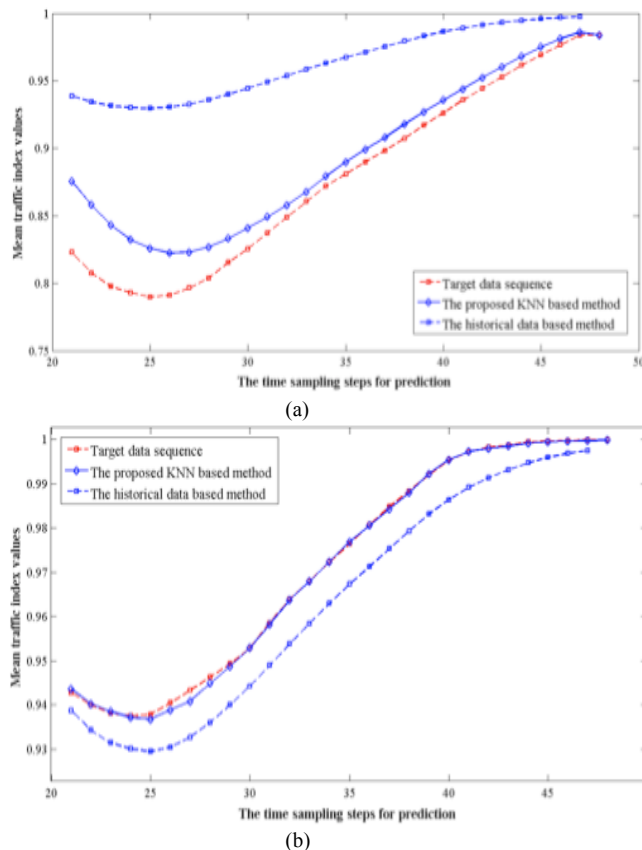 1
0.95
0.9
0.85
0.8
0.75
Mean traffic index values
Target data sequence
The proposed KNN based method
The historical data based method
20 25 30 35 40 45 50
The time sampling steps for prediction
(a)
1
0.99
0.98
0.97
0.96
0.95
0.94
0.93
Mean traffic index values
Target data sequence
The proposed KNN based method
The historical data based method
20 25 30 35 40 45
The time sampling steps for prediction
(b)